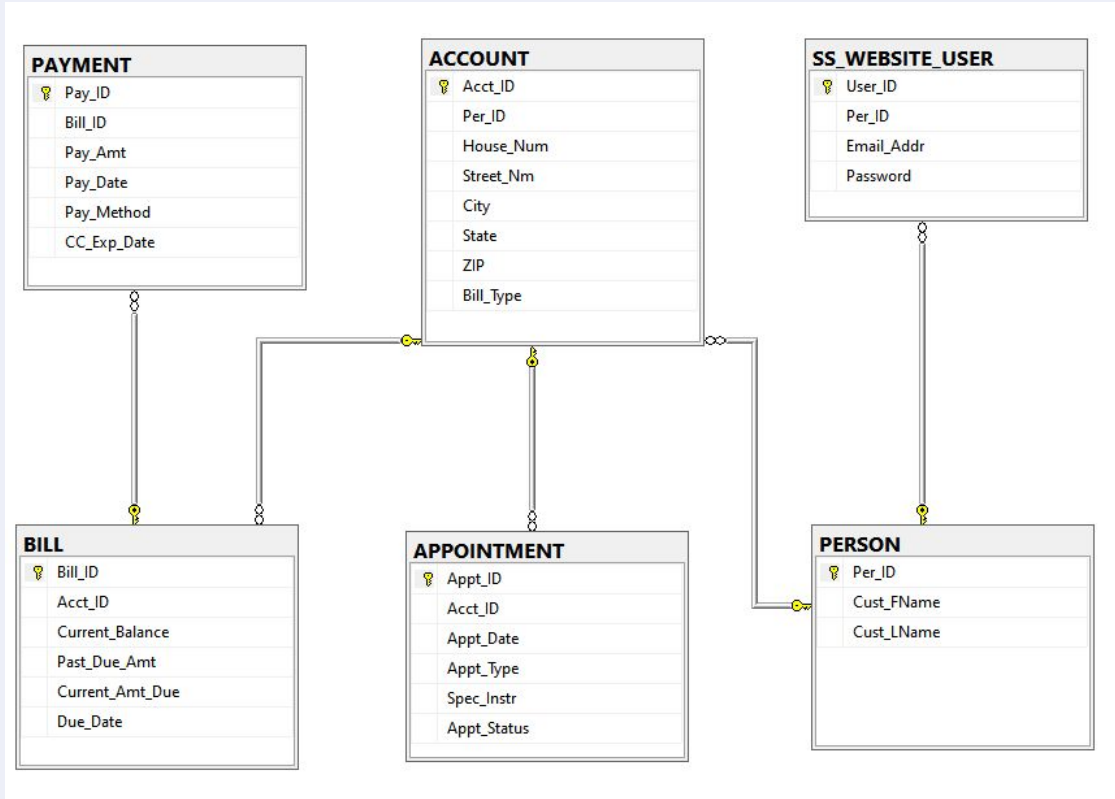 PAYMENT
Pay_ID
Bill_ID
Pay_Amt
Pay_Date
Pay_Method
CC_Exp_Date
ACCOUNT
Acct_ID
Per_ID
House_Num
Street_Nm
City
State
ZIP
Bill_Type
SS_WEBSITE_USER
User_ID
Per_ID
Email_Addr
Password
BILL
Bill_ID
Acct_ID
Current_Balance
Past_Due_Amt
Current_Amt_Due
Due_Date
APPOINTMENT
Appt_ID
Acct_ID
Appt_Date
Appt_Type
Spec_Instr
Appt_Status
PERSON
Per_ID
Cust_FName
Cust_LName